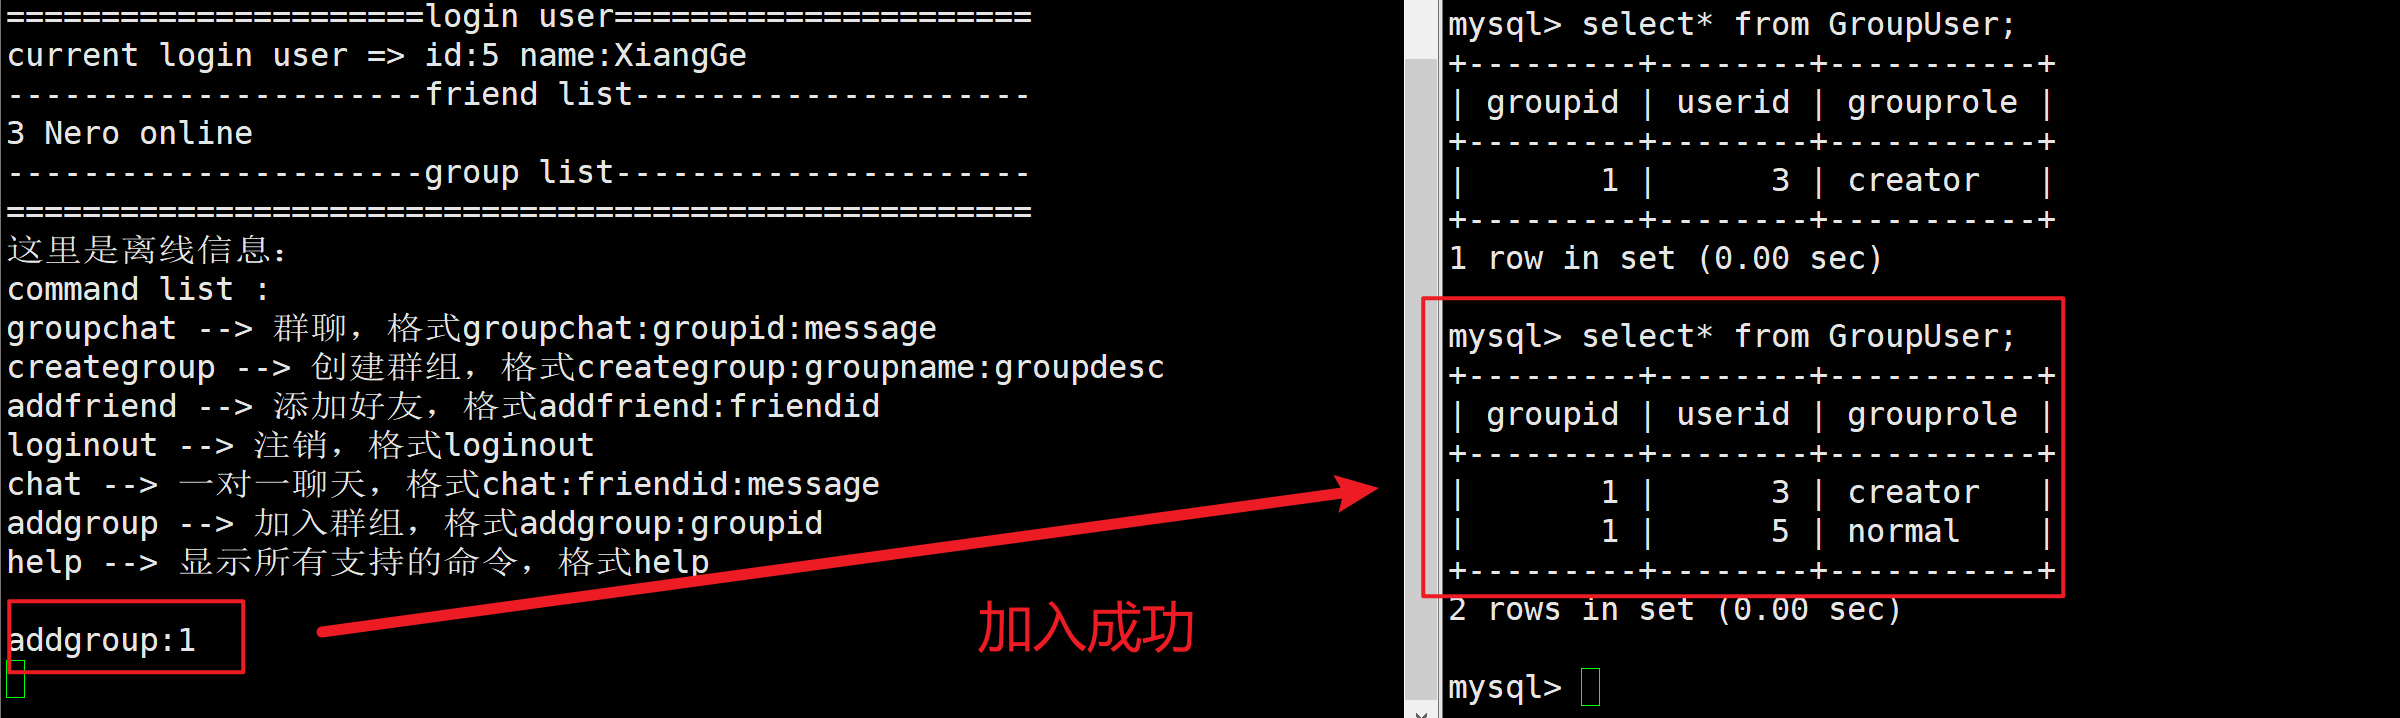 ======================login user======================
current login user => id:5 name:XiangGe
----------------------friend list---------------------
3 Nero online
----------------------group list----------------------
======================================================
这里是离线信息：
command list :
groupchat --> 群聊，格式groupchat:groupid:message
creategroup --> 创建群组，格式creategroup:groupname:groupdesc
addfriend --> 添加好友，格式addfriend:friendid
loginout --> 注销，格式loginout
chat --> 一对一聊天，格式chat:friendid:message
addgroup --> 加入群组，格式addgroup:groupid
help --> 显示所有支持的命令，格式help
addgroup:1
加入成功
mysql> select* from GroupUser;
+---------+--------+-----------+
| groupid | userid | grouprole |
+---------+--------+-----------+
|       1 |      3 | creator   |
+---------+--------+-----------+
1 row in set (0.00 sec)
mysql> select* from GroupUser;
+---------+--------+-----------+
| groupid | userid | grouprole |
+---------+--------+-----------+
|       1 |      3 | creator   |
|       1 |      5 | normal    |
+---------+--------+-----------+
2 rows in set (0.00 sec)
mysql>